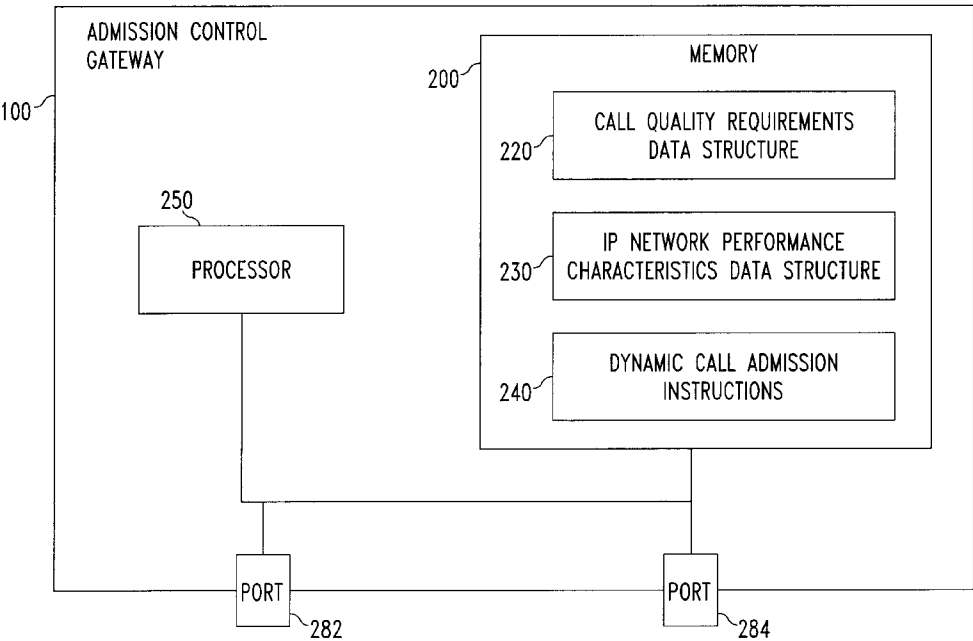 ADMISSION CONTROL
GATEWAY
100
200
MEMORY
CALL QUALITY REQUIREMENTS
DATA STRUCTURE
220
250
PROCESSOR
IP NETWORK PERFORMANCE
CHARACTERISTICS DATA STRUCTURE
230
DYNAMIC CALL ADMISSION
INSTRUCTIONS
240
PORT
282
PORT
284